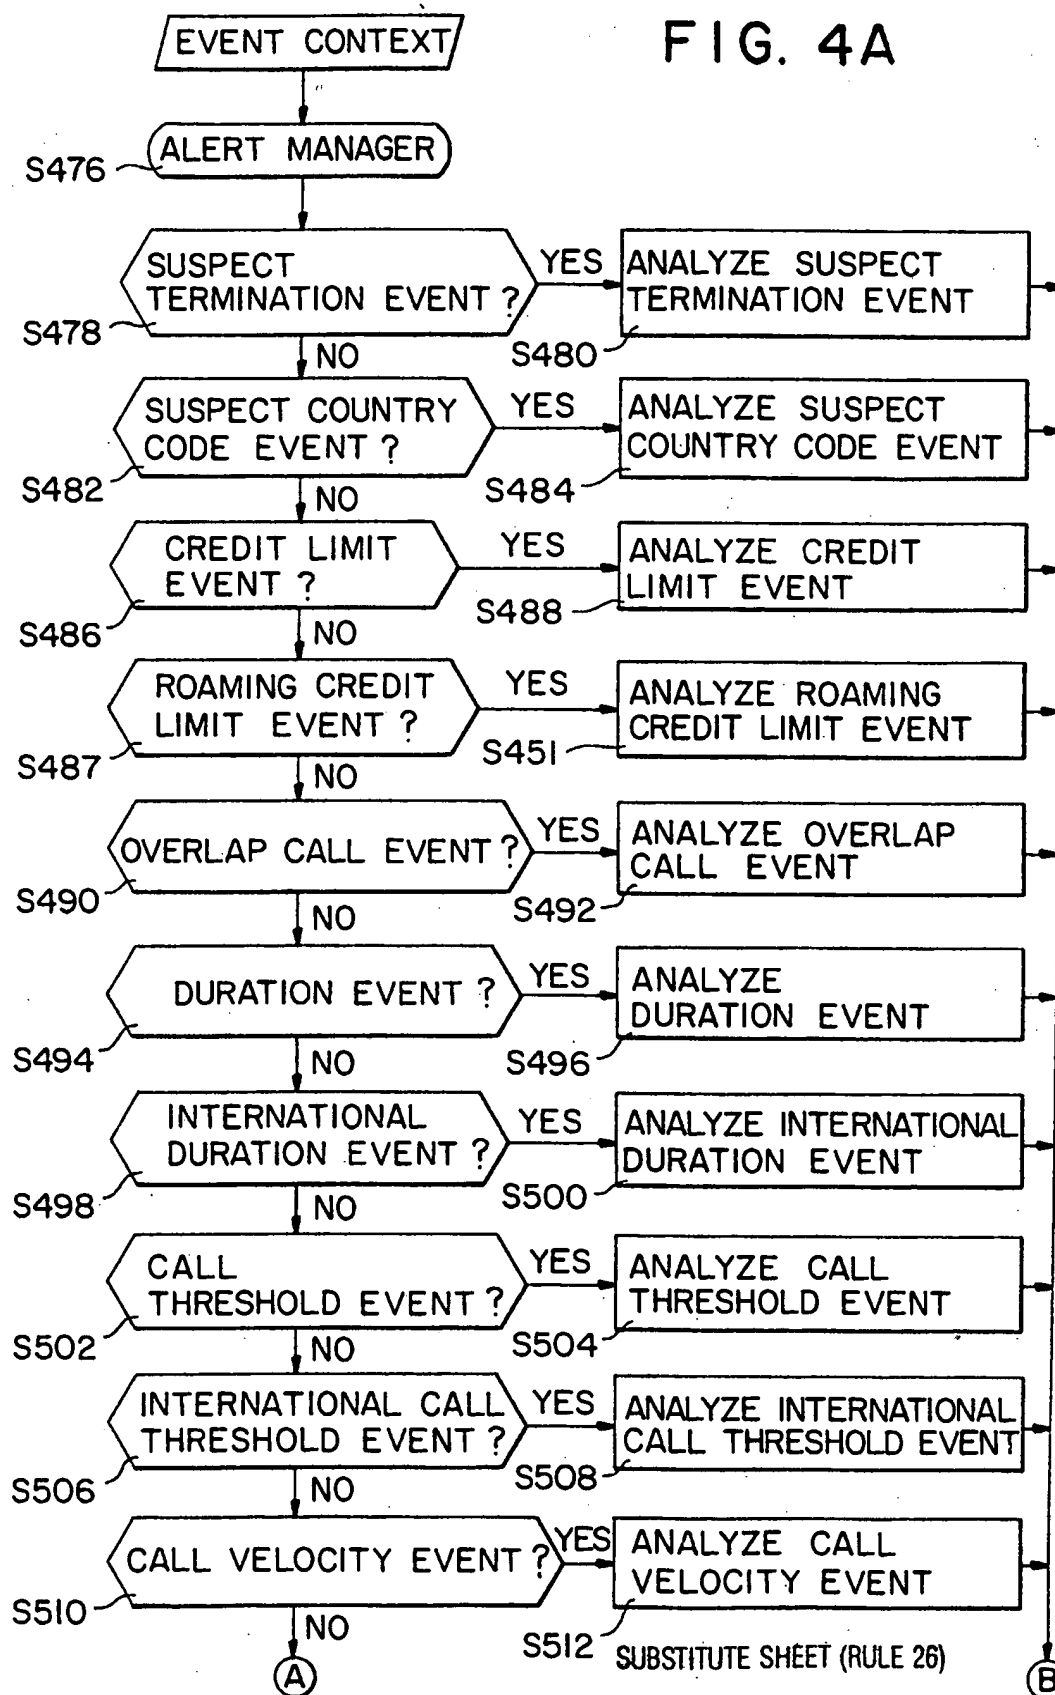 EVENT CONTEXT
FIG. 4A
ALERT MANAGER
S476
SUSPECT
TERMINATION EVENT ?
YES
ANALYZE SUSPECT
TERMINATION EVENT
S478
S480
NO
SUSPECT COUNTRY
CODE EVENT ?
YES
ANALYZE SUSPECT
COUNTRY CODE EVENT
S482
S484
NO
CREDIT LIMIT
EVENT ?
YES
ANALYZE CREDIT
LIMIT EVENT
S486
S488
NO
ROAMING CREDIT
LIMIT EVENT ?
YES
ANALYZE ROAMING
CREDIT LIMIT EVENT
S487
S451
NO
OVERLAP CALL EVENT ?
YES
ANALYZE OVERLAP
CALL EVENT
S490
S492
NO
DURATION EVENT ?
YES
ANALYZE
DURATION EVENT
S494
S496
NO
INTERNATIONAL
DURATION EVENT ?
YES
ANALYZE INTERNATIONAL
DURATION EVENT
S498
S500
NO
CALL
THRESHOLD EVENT ?
YES
ANALYZE CALL
THRESHOLD EVENT
S502
S504
NO
INTERNATIONAL CALL
THRESHOLD EVENT ?
YES
ANALYZE INTERNATIONAL
CALL THRESHOLD EVENT
S506
S508
NO
CALL VELOCITY EVENT ?
YES
ANALYZE CALL
VELOCITY EVENT
S510
S512
NO
A
SUBSTITUTE SHEET (RULE 26)
B